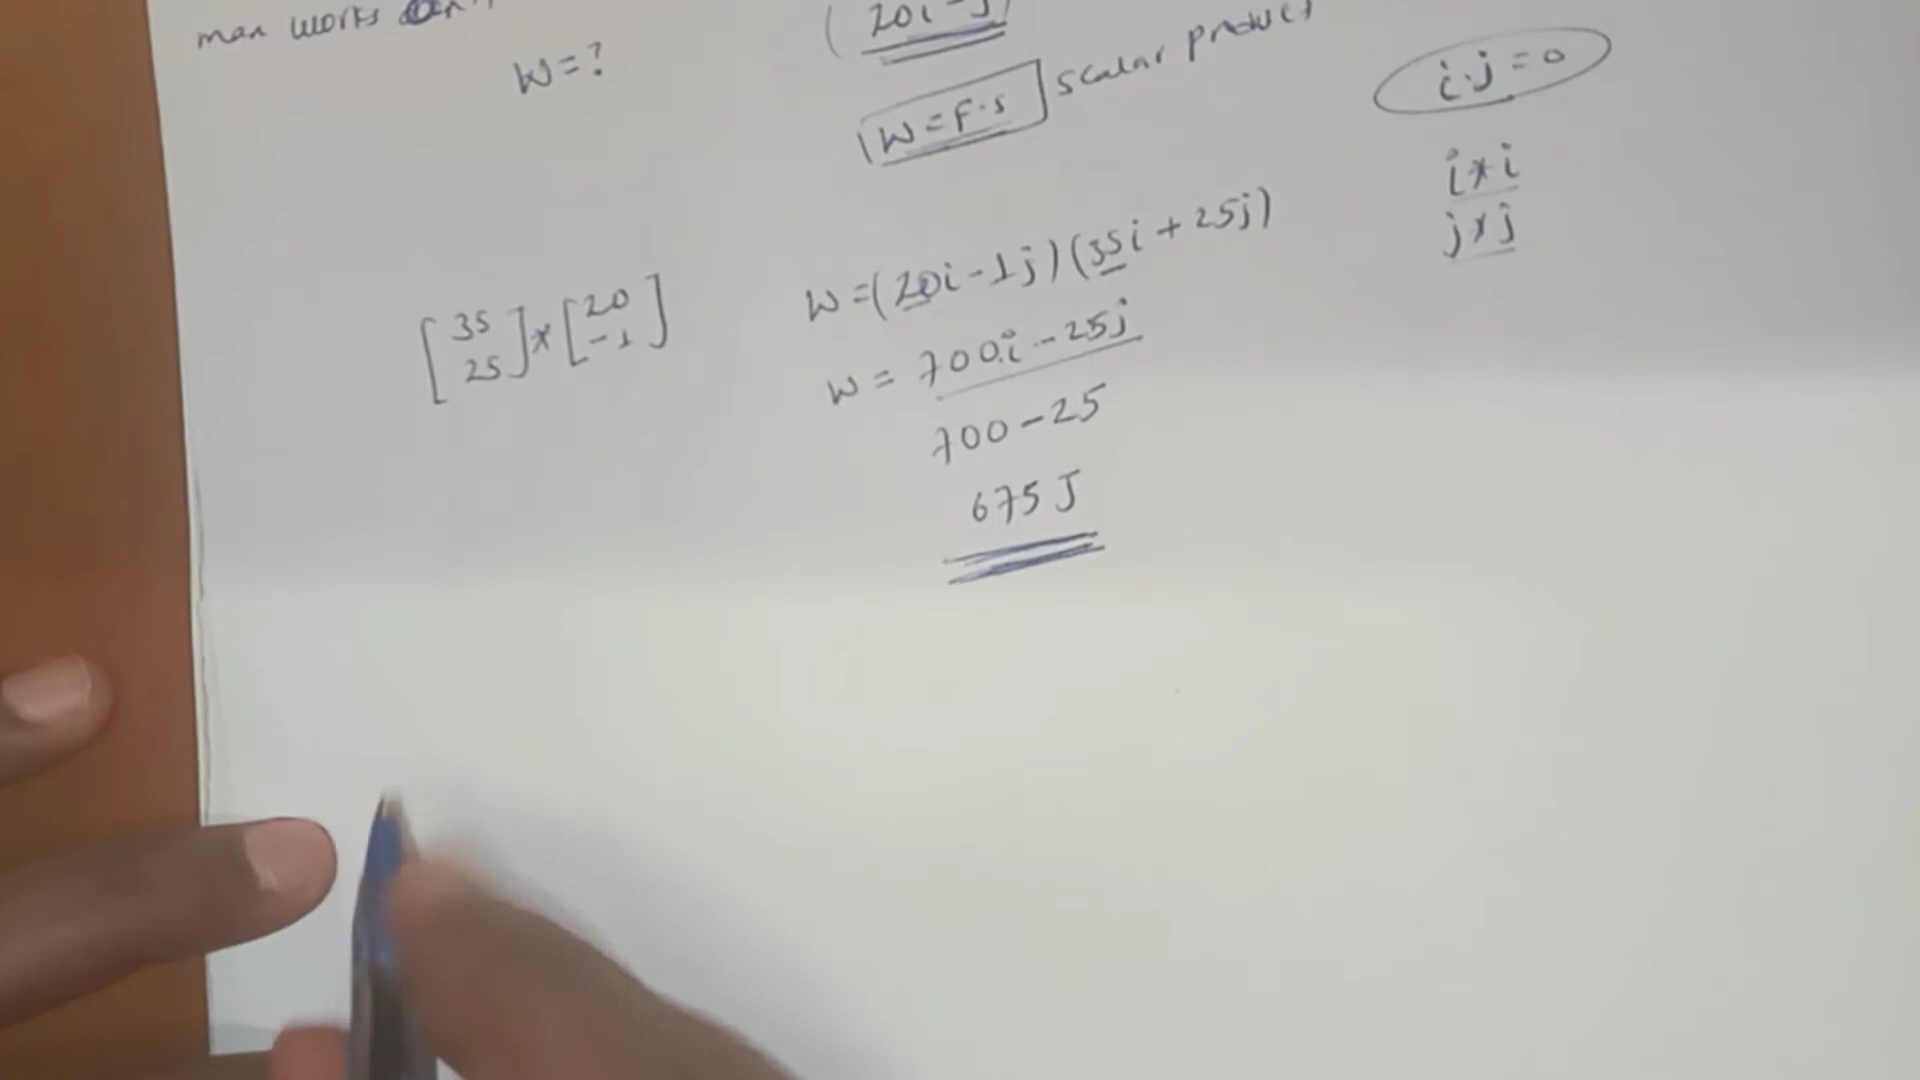 man works
(20i - j)
W = ?
W = F·s scalar product
i·j = 0
i * i
j * j
W = (20i - 1j) (35i + 25j)
[35 25] * [20 -1]
W = 700i - 25j
700 - 25
675 J